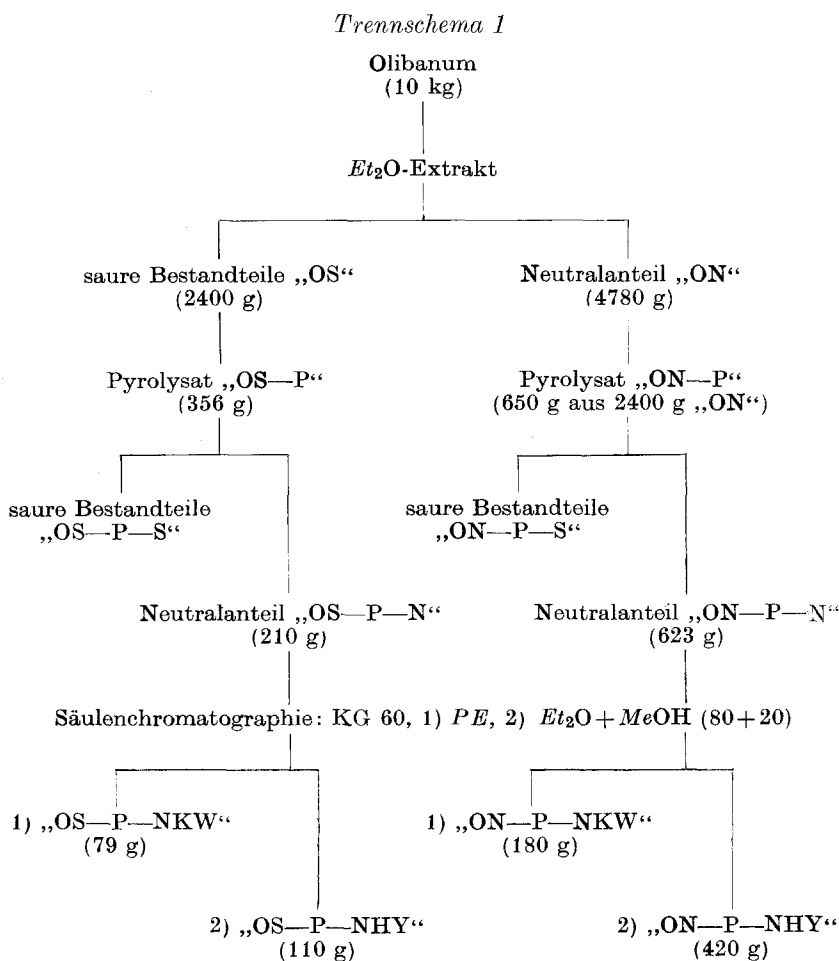 Trennschema 1
Olibanum
(10 kg)
Et₂O-Extrakt
saure Bestandteile „OS“
(2400 g)
Neutralanteil „ON“
(4780 g)
Pyrolysat „OS—P“
(356 g)
Pyrolysat „ON—P“
(650 g aus 2400 g „ON“)
saure Bestandteile
„OS—P—S“
saure Bestandteile
„ON—P—S“
Neutralanteil „OS—P—N“
(210 g)
Neutralanteil „ON—P—N“
(623 g)
Säulenchromatographie: KG 60, 1) PE, 2) Et₂O+MeOH (80+20)
1) „OS—P—NKW“
(79 g)
1) „ON—P—NKW“
(180 g)
2) „OS—P—NHY“
(110 g)
2) „ON—P—NHY“
(420 g)